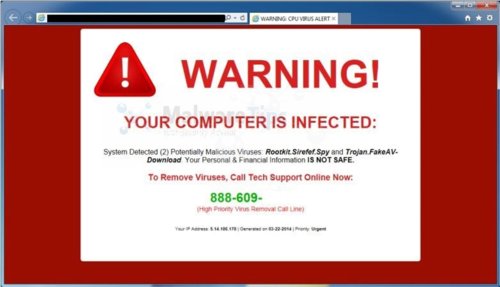 WARNING: CPU VIRUS ALERT
WARNING!
Malware Tips
YOUR COMPUTER IS INFECTED:
System Detected (2) Potentially Malicious Viruses: Rootkit.Sirefef.Spy and Trojan.FakeAV-
Download. Your Personal & Financial Information IS NOT SAFE.
To Remove Viruses, Call Tech Support Online Now:
888-609-
(High Priority Virus Removal Call Line)
Your IP Address: 5.14.186.178 | Generated on 03-22-2014 | Priority: Urgent